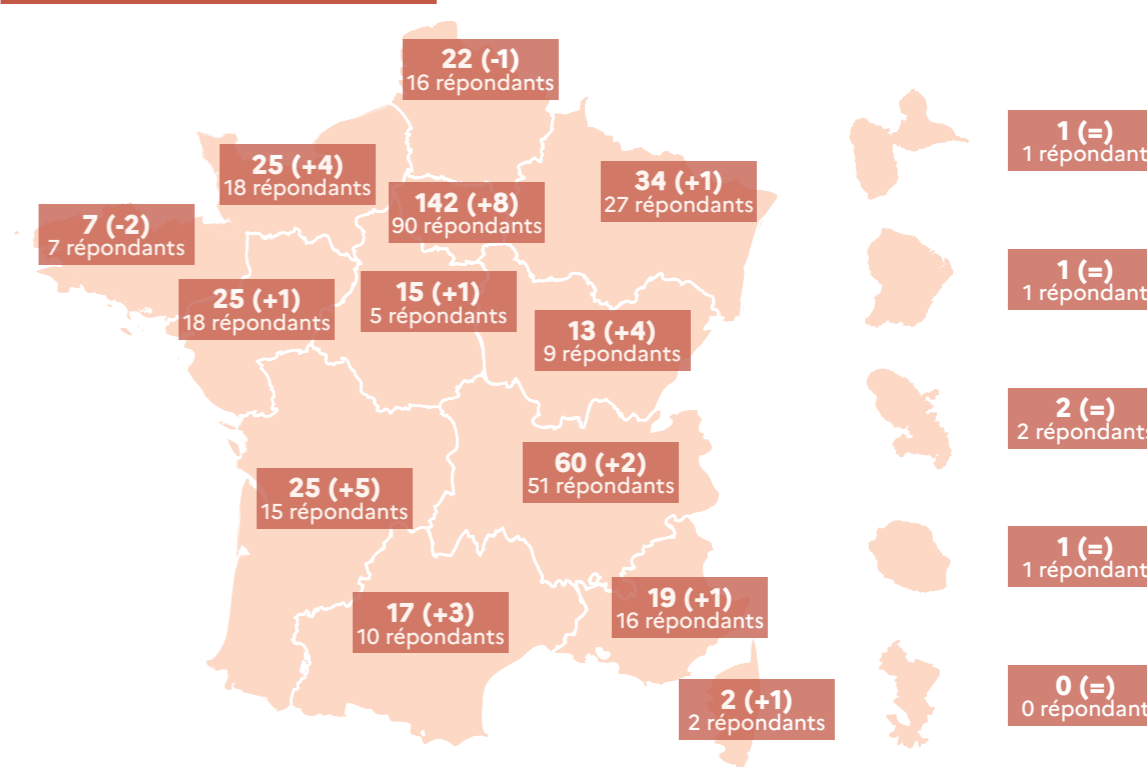 22 (-1)
16 répondants
25 (+4)
18 répondants
142 (+8)
90 répondants
34 (+1)
27 répondants
7 (-2)
7 répondants
25 (+1)
18 répondants
15 (+1)
5 répondants
13 (+4)
9 répondants
60 (+2)
51 répondants
25 (+5)
15 répondants
17 (+3)
10 répondants
19 (+1)
16 répondants
2 (+1)
2 répondants
1 (=)
1 répondant
1 (=)
1 répondant
2 (=)
2 répondants
1 (=)
1 répondant
0 (=)
0 répondant